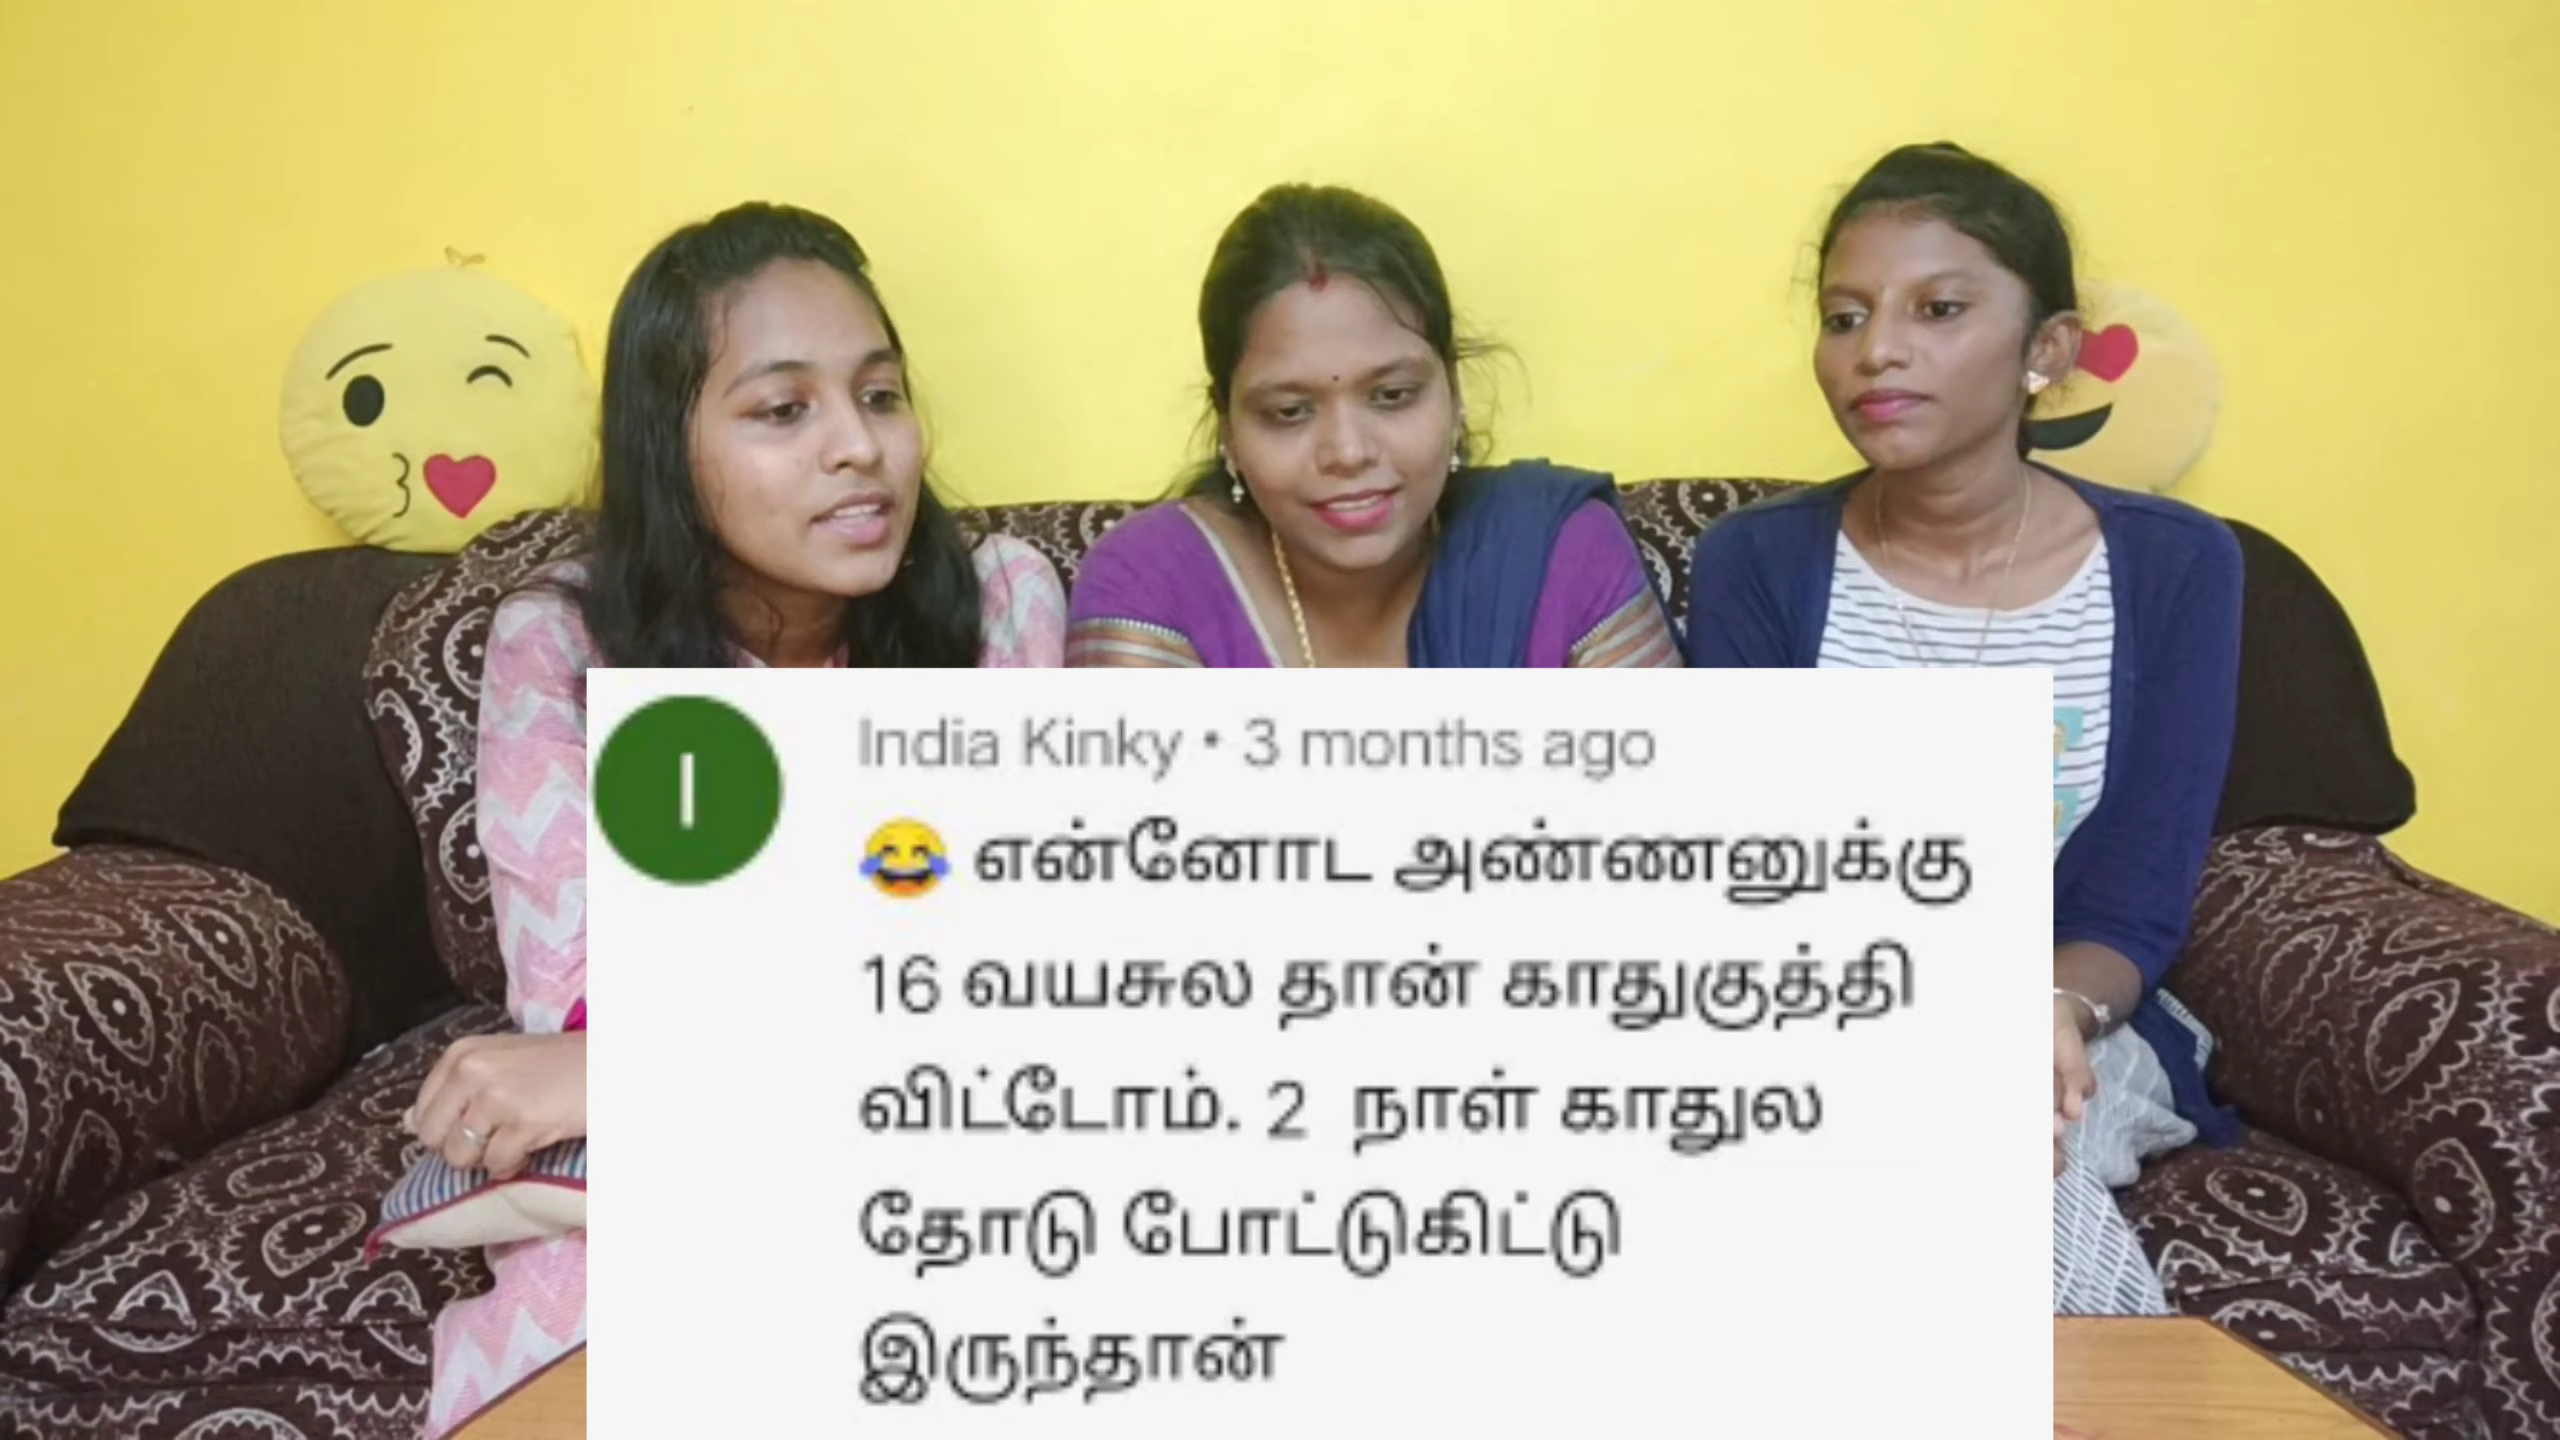 I
India Kinky • 3 months ago
😂 என்னோட அண்ணனுக்கு
16 வயசுல தான் காதுகுத்தி
விட்டோம். 2 நாள் காதுல
தோடு போட்டுகிட்டு
இருந்தான்